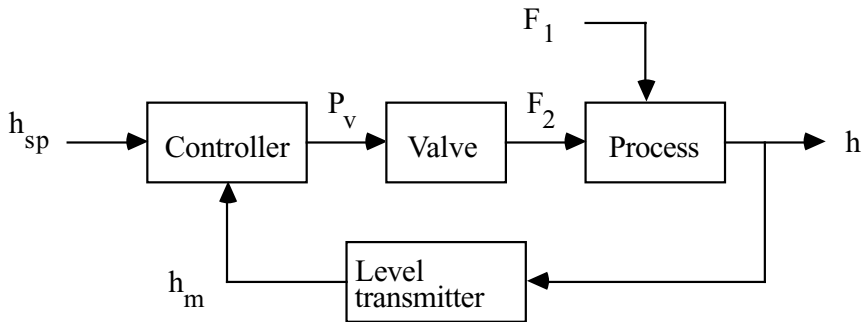 F1
hsp
Controller
Pv
Valve
F2
Process
h
hm
Level
transmitter